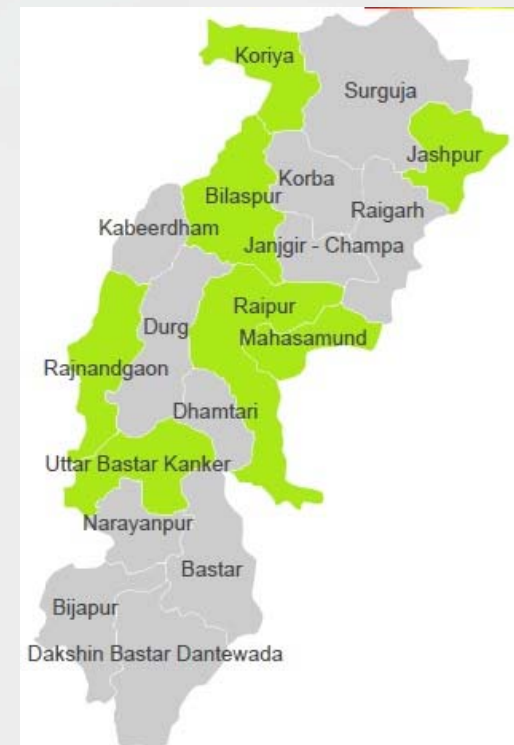 Koriya
Surguja
Jashpur
Korba
Bilaspur
Raigarh
Kabeerdham
Janjgir - Champa
Raipur
Durg
Mahasamund
Rajnandgaon
Dhamtari
Uttar Bastar Kanker
Narayanpur
Bastar
Bijapur
Dakshin Bastar Dantewada